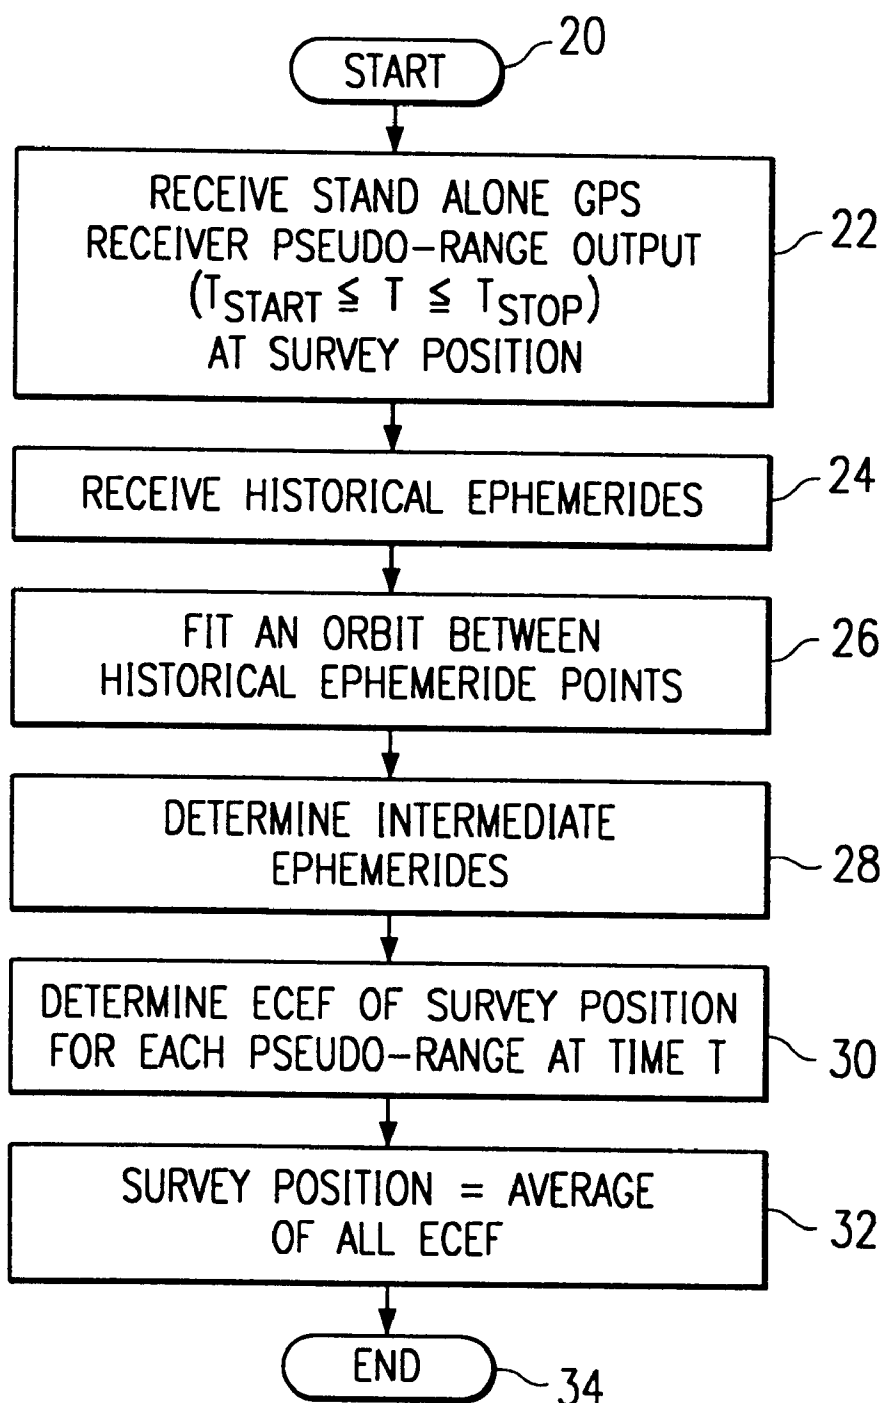 START
20
RECEIVE STAND ALONE GPS
RECEIVER PSEUDO-RANGE OUTPUT
(TSTART ≦ T ≦ TSTOP)
AT SURVEY POSITION
22
RECEIVE HISTORICAL EPHEMERIDES
24
FIT AN ORBIT BETWEEN
HISTORICAL EPHEMERIDE POINTS
26
DETERMINE INTERMEDIATE
EPHEMERIDES
28
DETERMINE ECEF OF SURVEY POSITION
FOR EACH PSEUDO-RANGE AT TIME T
30
SURVEY POSITION = AVERAGE
OF ALL ECEF
32
END
34